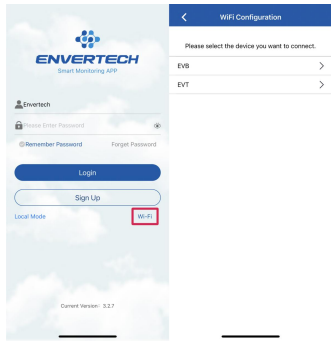 ENVERTECH
Smart Monitoring APP
Envertech
Please Enter Password
Remember Password Forget Password
Login
Sign Up
Local Mode Wi-Fi
Current Version: 3.2.7
WiFi Configuration
Please select the device you want to connect.
EVB
EVT